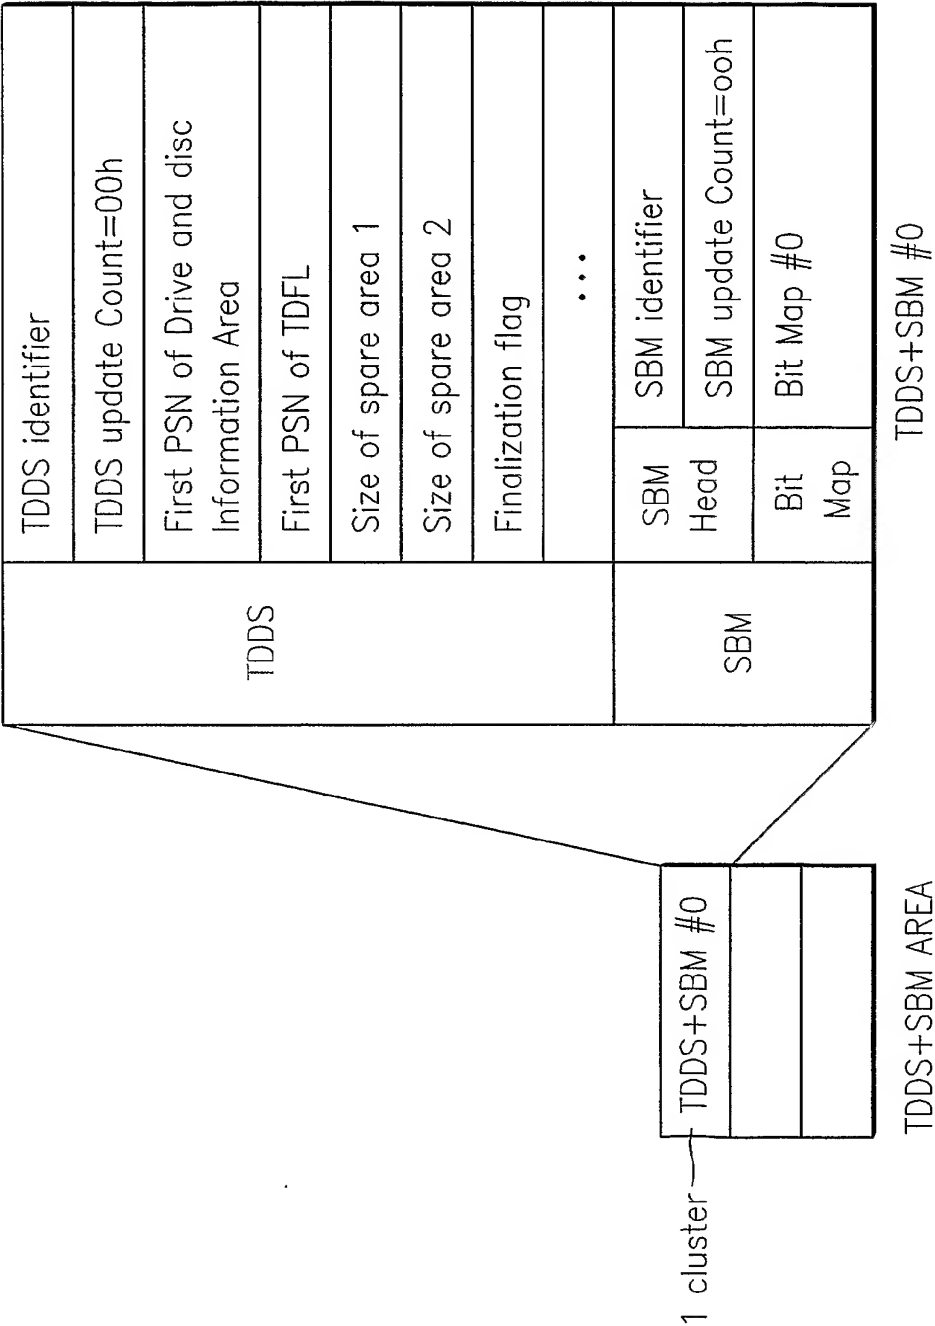 1 cluster
TDDS+SBM #0
TDDS+SBM AREA
TDDS
TDDS identifier
TDDS update Count=00h
First PSN of Drive and disc
Information Area
First PSN of TDFL
Size of spare area 1
Size of spare area 2
Finalization flag
...
SBM
SBM
Head
SBM identifier
SBM update Count=ooh
Bit
Map
Bit Map #0
TDDS+SBM #0